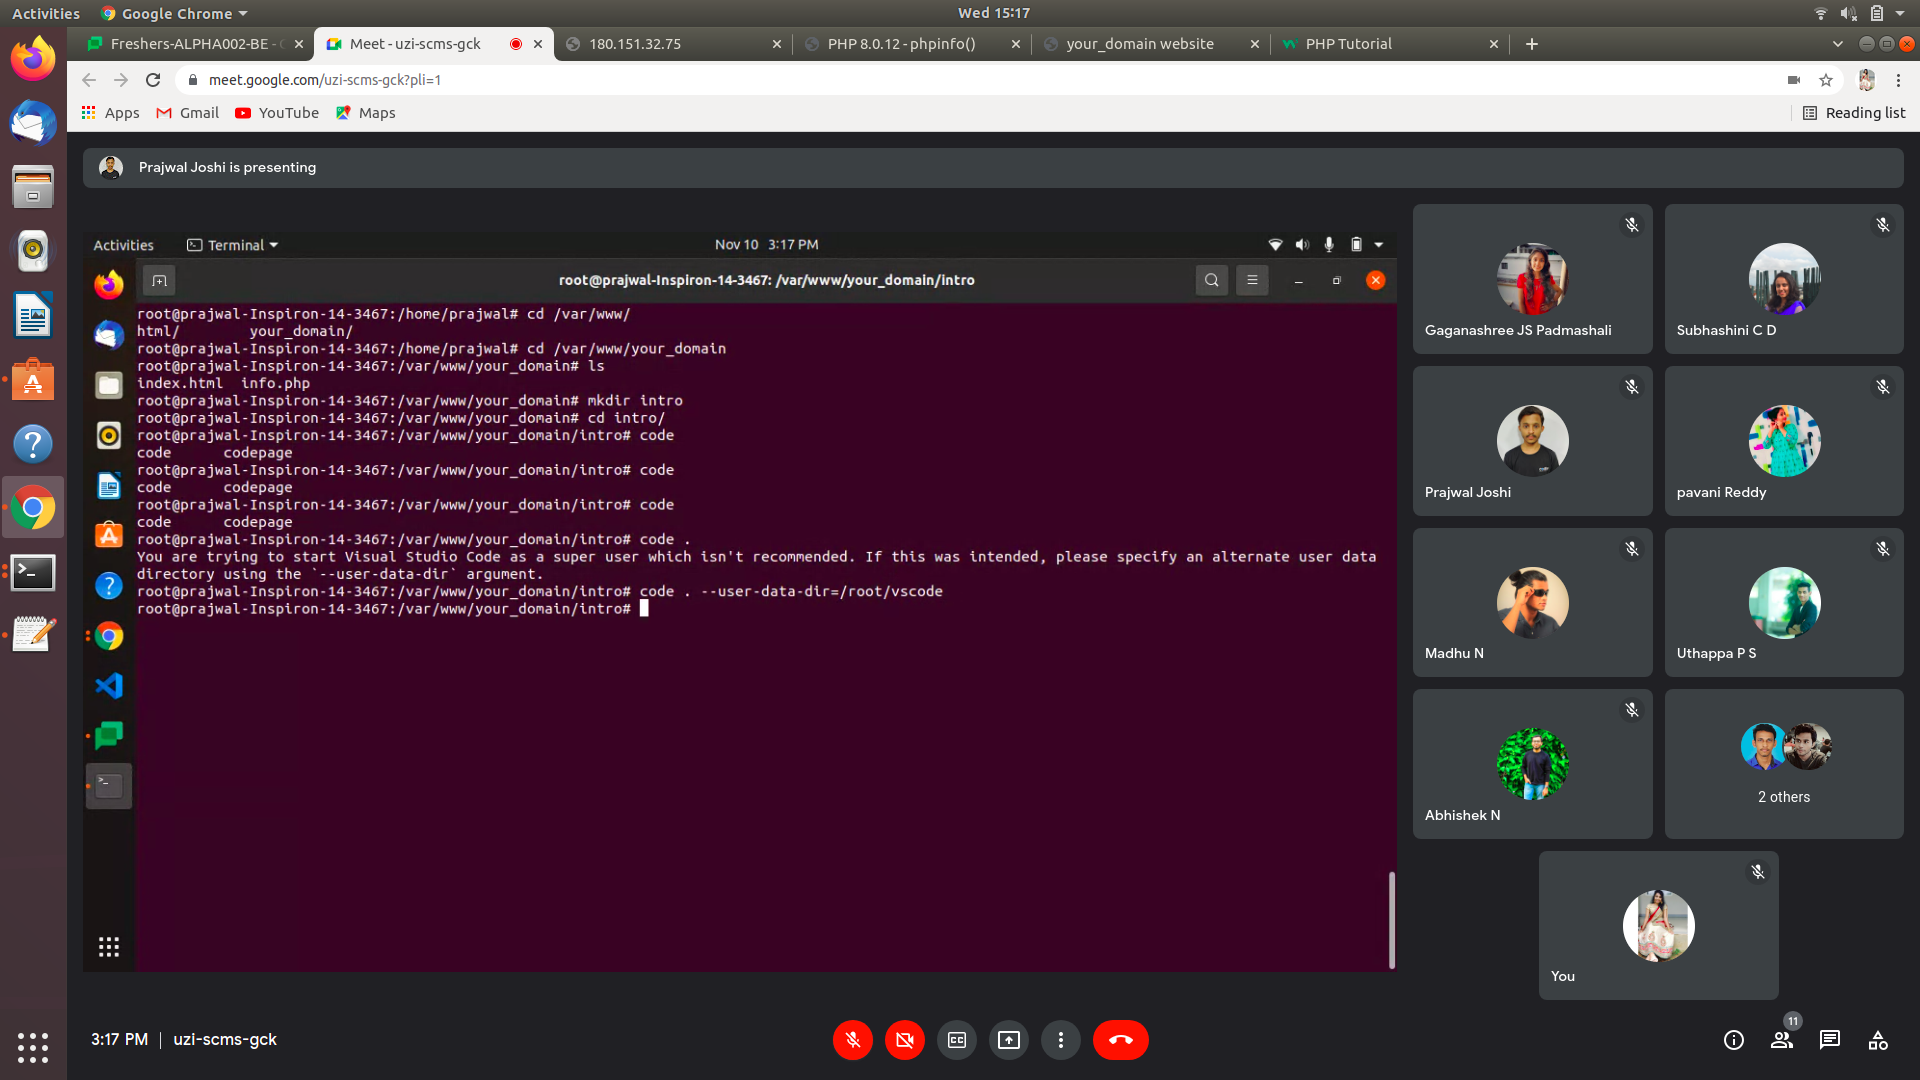 Activities
Google Chrome
Wed 15:17
Freshers-ALPHA002-BE -
Meet - uzi-scms-gck
180.151.32.75
PHP 8.0.12 - phpinfo()
your_domain website
PHP Tutorial
meet.google.com/uzi-scms-gck?pli=1
Apps
Gmail
YouTube
Maps
Reading list
Prajwal Joshi is presenting
Activities
Terminal
Nov 10 3:17 PM
root@prajwal-Inspiron-14-3467: /var/www/your_domain/intro
root@prajwal-Inspiron-14-3467:/home/prajwal# cd /var/www/
html/ your_domain/
root@prajwal-Inspiron-14-3467:/home/prajwal# cd /var/www/your_domain
root@prajwal-Inspiron-14-3467:/var/www/your_domain# ls
index.html info.php
root@prajwal-Inspiron-14-3467:/var/www/your_domain# mkdir intro
root@prajwal-Inspiron-14-3467:/var/www/your_domain# cd intro/
root@prajwal-Inspiron-14-3467:/var/www/your_domain/intro# code
code codepage
root@prajwal-Inspiron-14-3467:/var/www/your_domain/intro# code
code codepage
root@prajwal-Inspiron-14-3467:/var/www/your_domain/intro# code
code codepage
root@prajwal-Inspiron-14-3467:/var/www/your_domain/intro# code .
You are trying to start Visual Studio Code as a super user which isn't recommended. If this was intended, please specify an alternate user data
directory using the `--user-data-dir` argument.
root@prajwal-Inspiron-14-3467:/var/www/your_domain/intro# code . --user-data-dir=/root/vscode
root@prajwal-Inspiron-14-3467:/var/www/your_domain/intro#
Gaganashree JS Padmashali
Subhashini C D
Prajwal Joshi
pavani Reddy
Madhu N
Uthappa P S
Abhishek N
2 others
You
3:17 PM | uzi-scms-gck
11